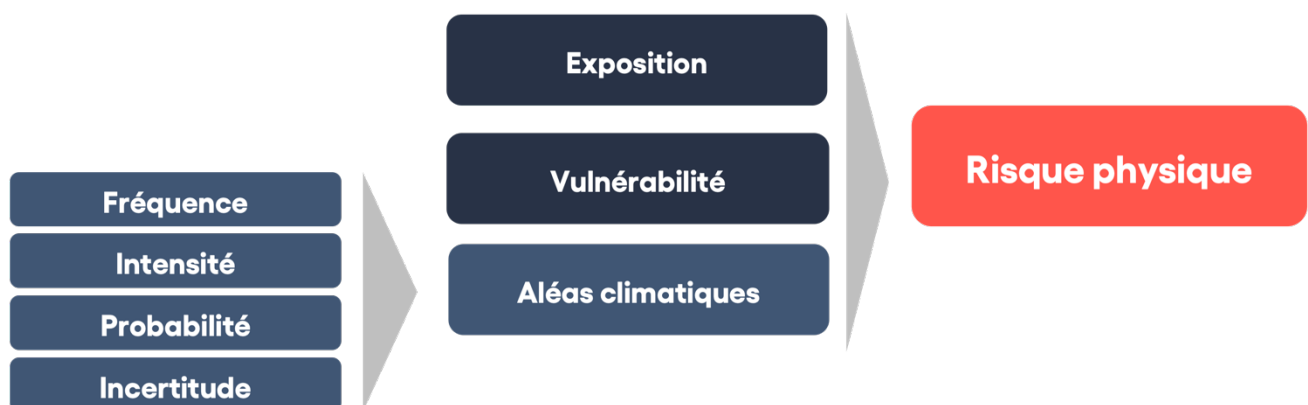 Fréquence
Intensité
Probabilité
Incertitude
Exposition
Vulnérabilité
Aléas climatiques
Risque physique